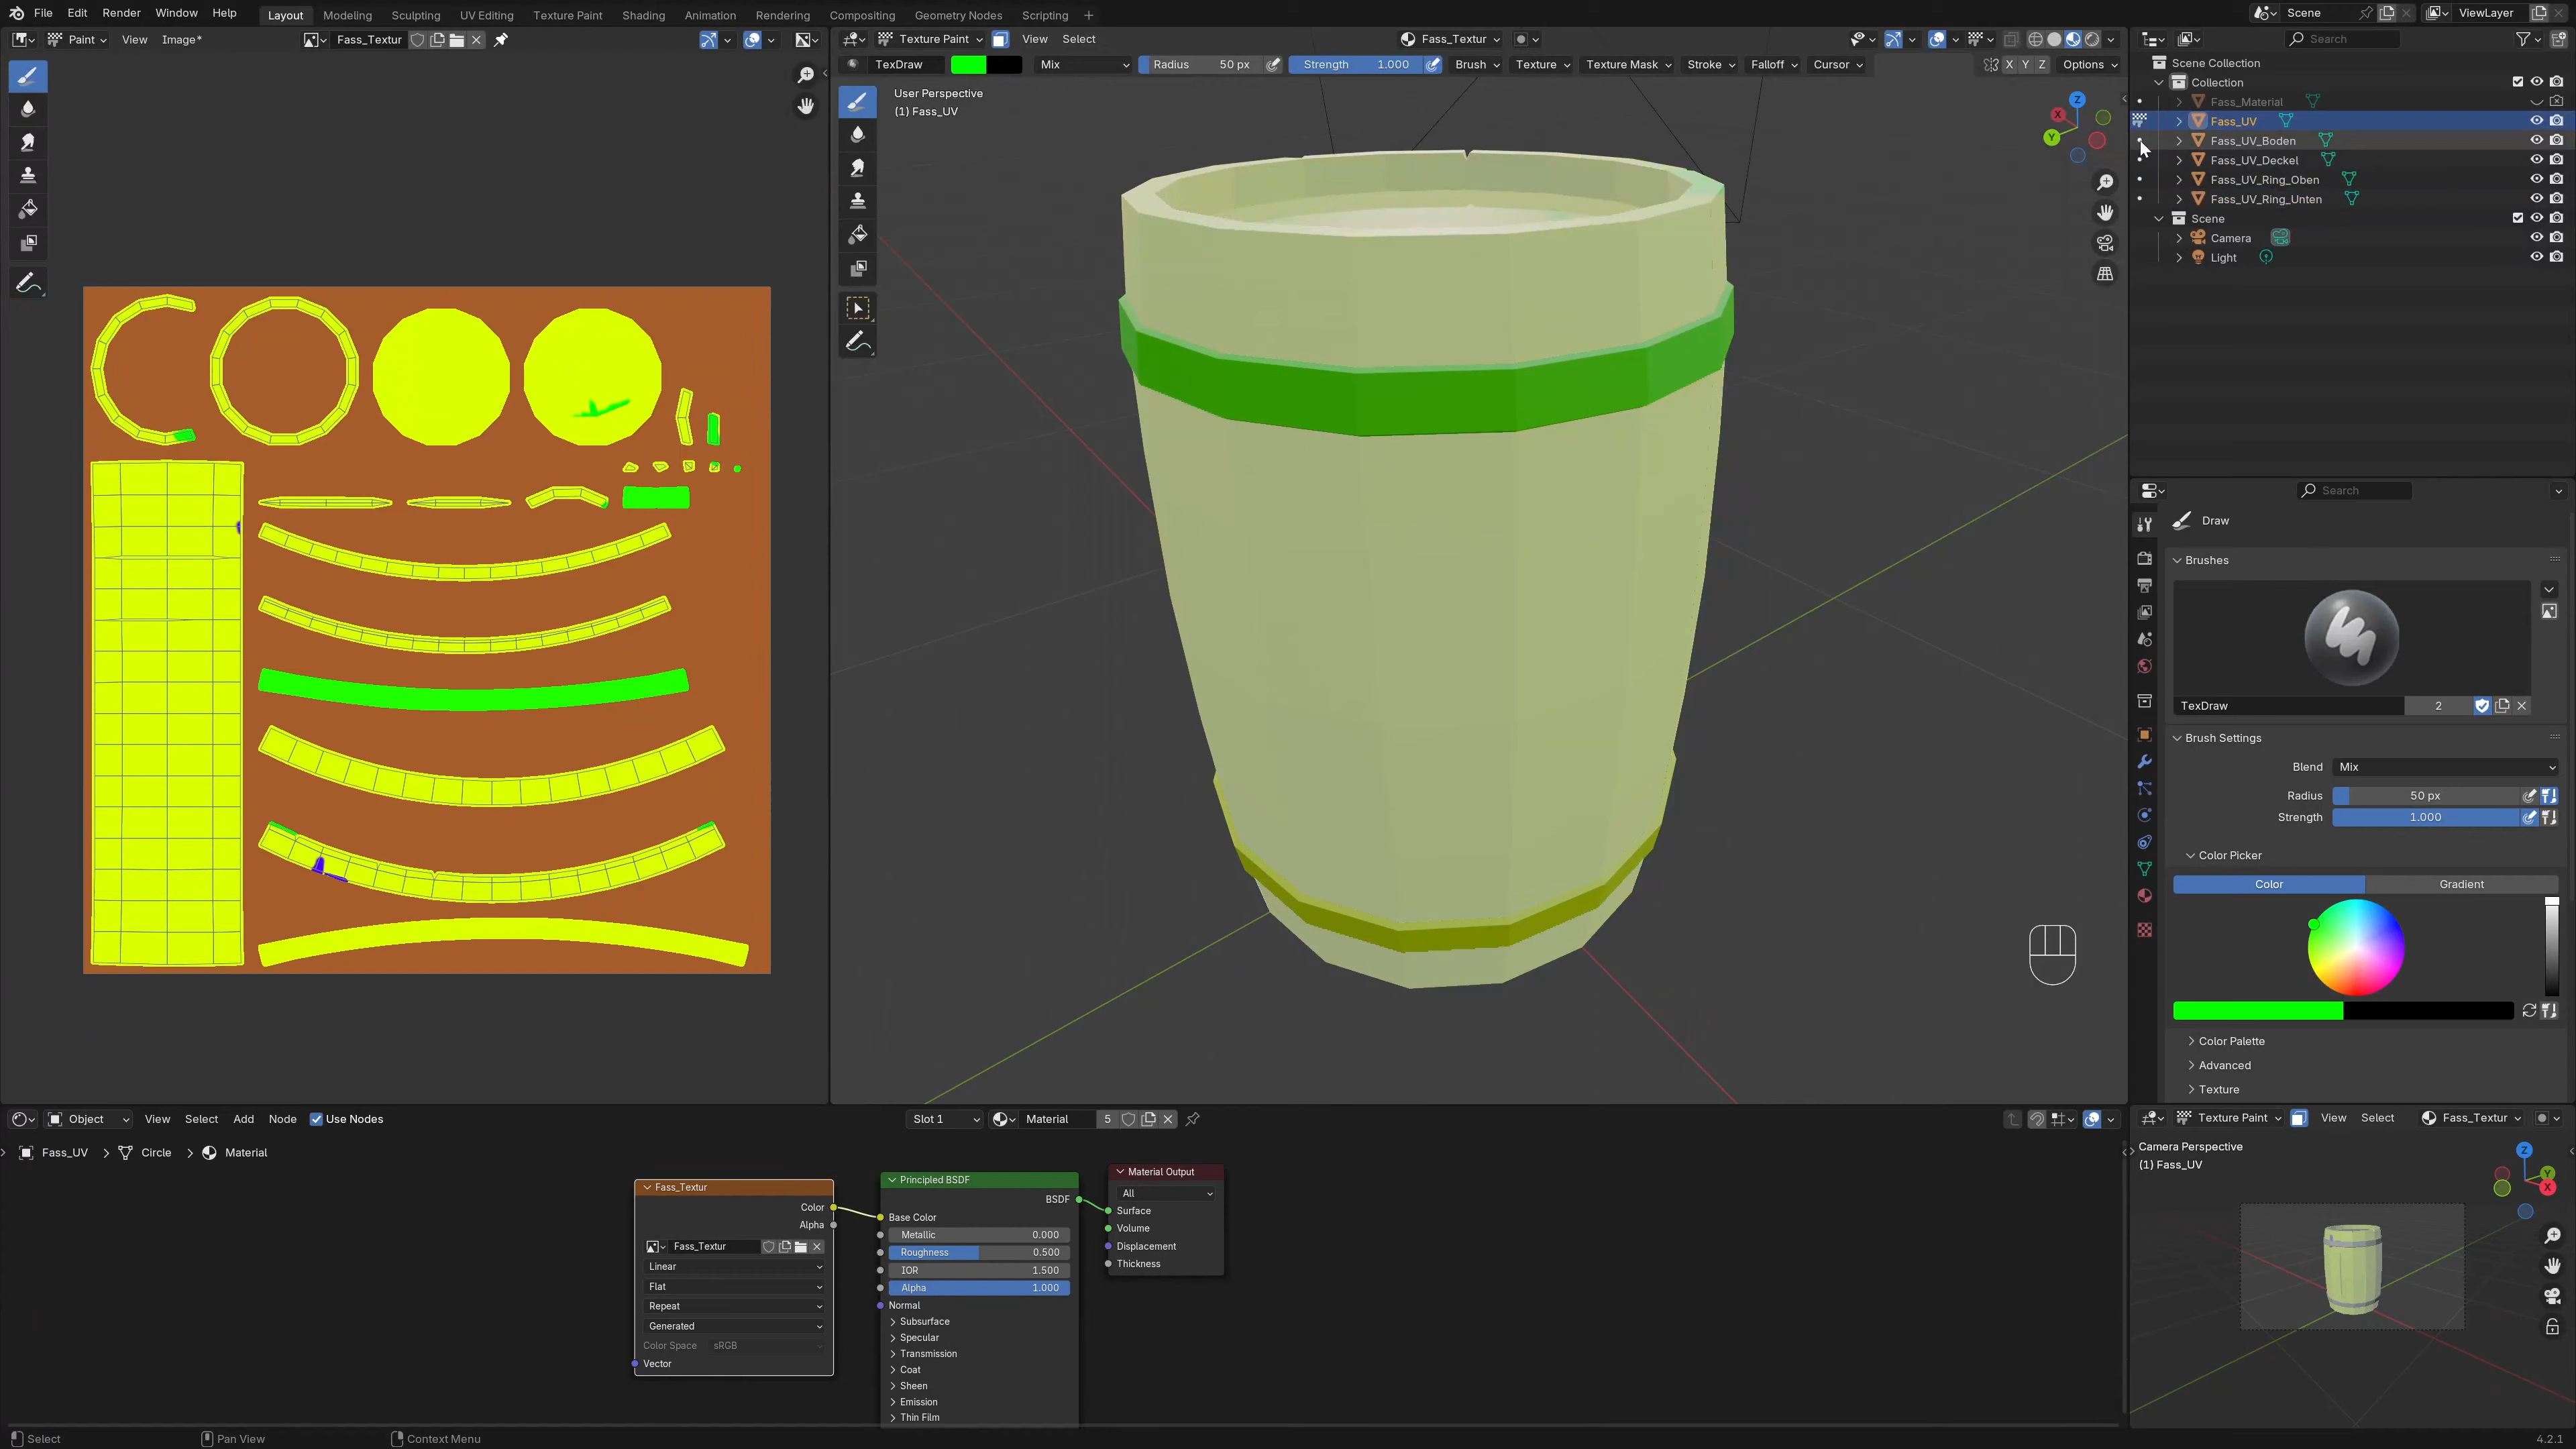 File Edit Render Window Help Layout Modeling Sculpting UV Editing Texture Paint Shading Animation Rendering Compositing Geometry Nodes Scripting + Scene ViewLayer
Paint View Image* Fass_Textur
Texture Paint View Select Fass_Textur
Search
TexDraw Mix Radius 50 px Strength 1.000 Brush Texture Texture Mask Stroke Falloff Cursor X Y Z Options
User Perspective
(1) Fass_UV
Z
X
Y
Scene Collection
Collection
Fass_Material
Fass_UV
Fass_UV_Boden
Fass_UV_Deckel
Fass_UV_Ring_Oben
Fass_UV_Ring_Unten
Scene
Camera
Light
Search
Draw
Brushes
TexDraw 2
Brush Settings
Blend Mix
Radius 50 px
Strength 1.000
Color Picker
Color Gradient
Color Palette
Advanced
Texture
Object View Select Add Node Use Nodes Slot 1 Material 5
Fass_UV > Circle > Material
Fass_Textur
Color
Alpha
Fass_Textur
Linear
Flat
Repeat
Generated
Color Space sRGB
Vector
Principled BSDF
BSDF
Base Color
Metallic 0.000
Roughness 0.500
IOR 1.500
Alpha 1.000
Normal
Subsurface
Specular
Transmission
Coat
Sheen
Emission
Thin Film
Material Output
All
Surface
Volume
Displacement
Thickness
Texture Paint View Select Fass_Textur
Camera Perspective
(1) Fass_UV
Z
Y
X
Select Pan View Context Menu 4.2.1